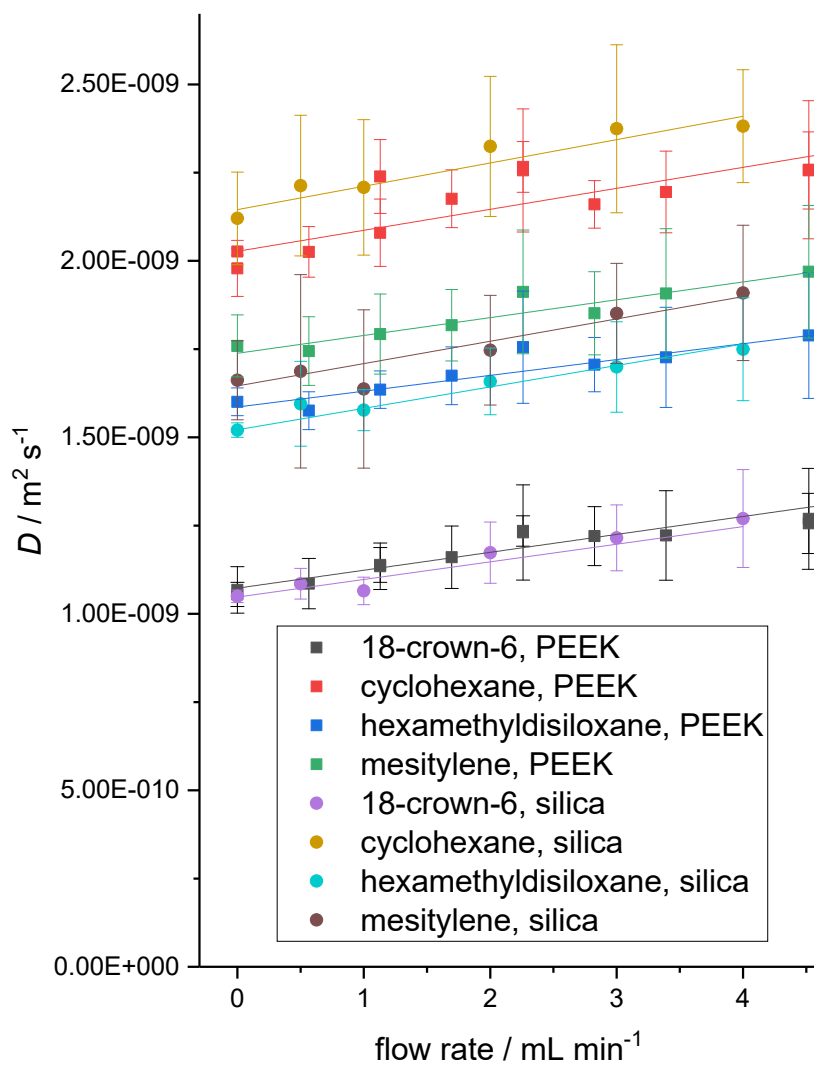 2.50E-009
2.00E-009
1.50E-009
1.00E-009
5.00E-010
0.00E+000
D / m² s⁻¹
18-crown-6, PEEK
cyclohexane, PEEK
hexamethyldisiloxane, PEEK
mesitylene, PEEK
18-crown-6, silica
cyclohexane, silica
hexamethyldisiloxane, silica
mesitylene, silica
0 1 2 3 4
flow rate / mL min⁻¹